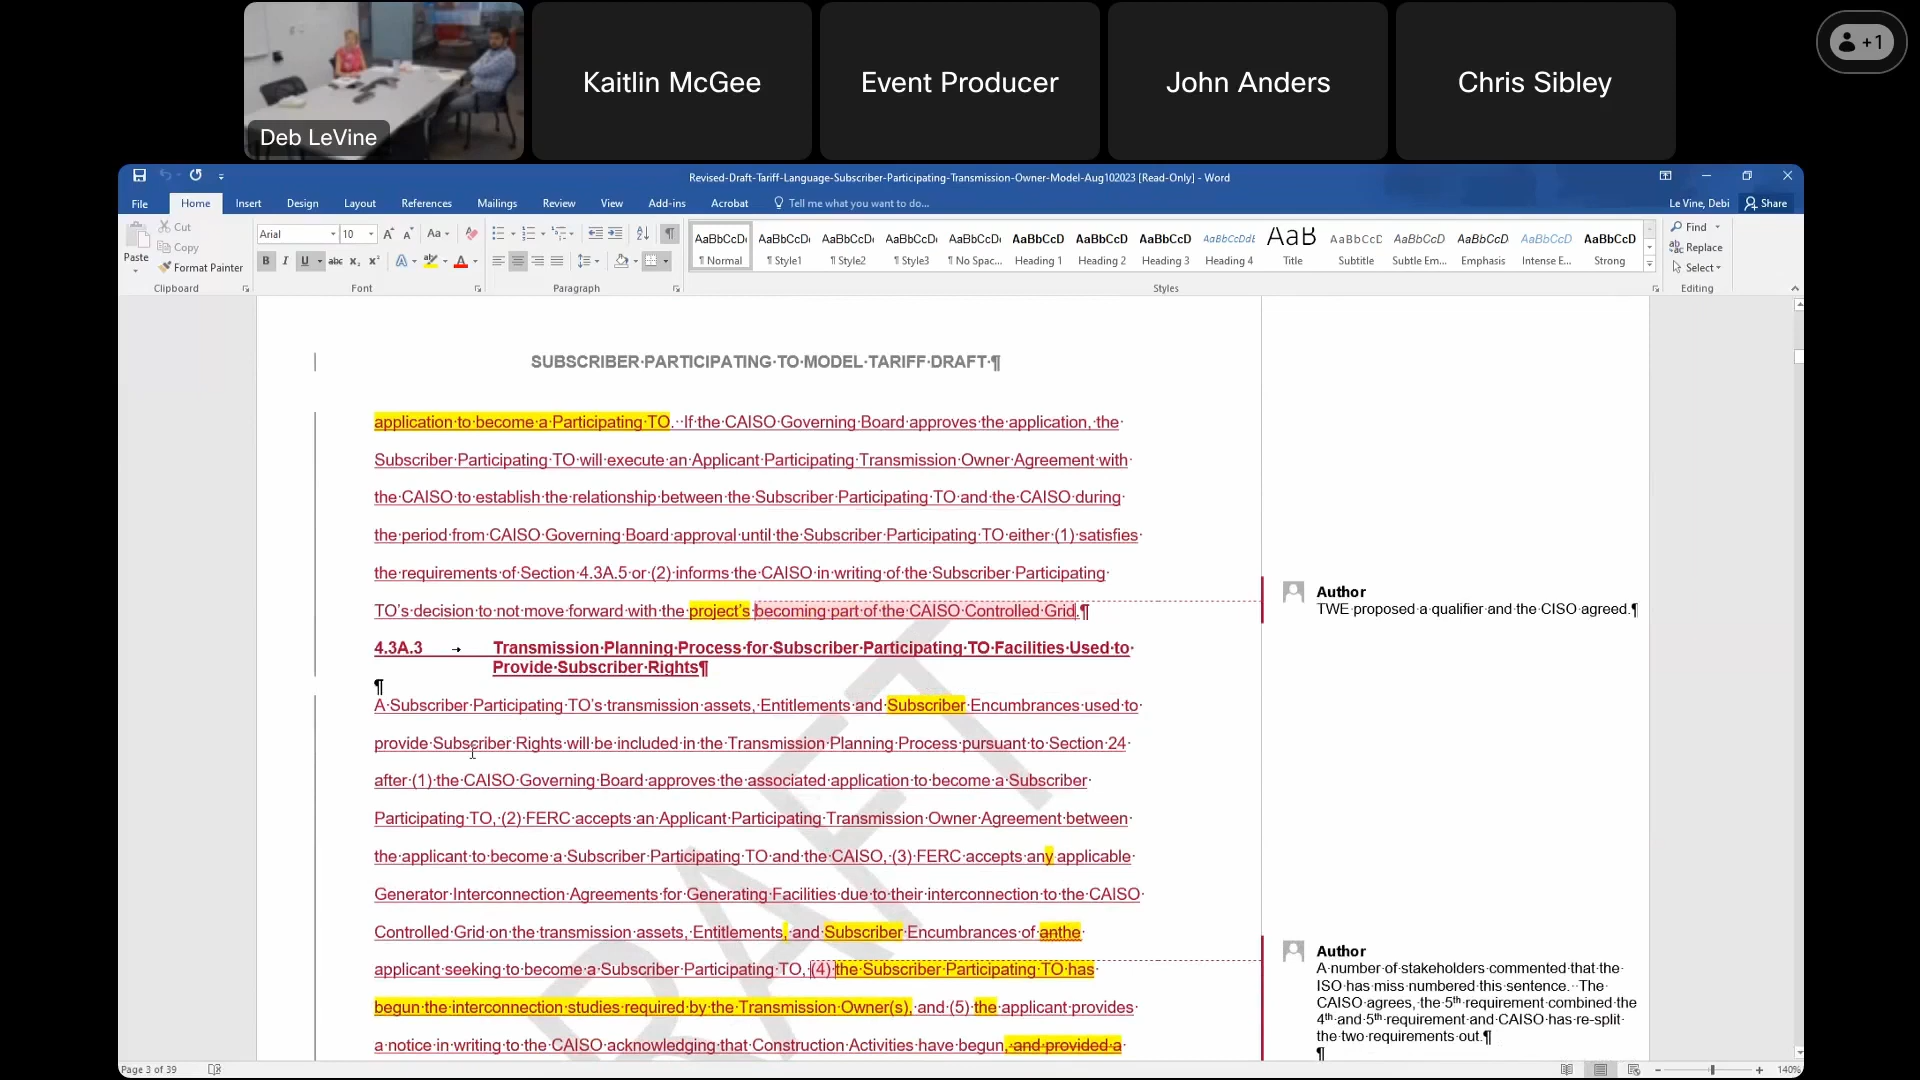 Deb LeVine
Kaitlin McGee
Event Producer
John Anders
Chris Sibley
+1
Revised-Draft-Tariff-Language-Subscriber-Participating-Transmission-Owner-Model-Aug102023 [Read-Only] - Word
File Home Insert Design Layout References Mailings Review View Add-ins Acrobat Tell me what you want to do... Le Vine, Debi Share
Paste
Cut
Copy
Format Painter
Clipboard
Arial 10
Font
Paragraph
AaBbCcDı AaBbCcDı AaBbCcDı AaBbCcDı AaBbCcDı AaBbCcD AaBbCcD AaBbCcD AaBbCcDdE AaB AaBbCcC AaBbCcD AaBbCcD AaBbCcD AaBbCcD
¶ Normal ¶ Style1 ¶ Style2 ¶ Style3 ¶ No Spac... Heading 1 Heading 2 Heading 3 Heading 4 Title Subtitle Subtle Em... Emphasis Intense E... Strong
Styles
Find
Replace
Select
Editing
SUBSCRIBER·PARTICIPATING·TO·MODEL·TARIFF·DRAFT·¶
application·to·become·a·Participating·TO.··If·the·CAISO·Governing·Board·approves·the·application,·the·
Subscriber·Participating·TO·will·execute·an·Applicant·Participating·Transmission·Owner·Agreement·with·
the·CAISO·to·establish·the·relationship·between·the·Subscriber·Participating·TO·and·the·CAISO·during·
the·period·from·CAISO·Governing·Board·approval·until·the·Subscriber·Participating·TO·either·(1)·satisfies·
the·requirements·of·Section·4.3A.5·or·(2)·informs·the·CAISO·in·writing·of·the·Subscriber·Participating·
TO's·decision·to·not·move·forward·with·the·project's·becoming·part·of·the·CAISO·Controlled·Grid.¶
4.3A.3 → Transmission·Planning·Process·for·Subscriber·Participating·TO·Facilities·Used·to·
Provide·Subscriber·Rights¶
¶
A·Subscriber·Participating·TO's·transmission·assets,·Entitlements·and·Subscriber·Encumbrances·used·to·
provide·Subscriber·Rights·will·be·included·in·the·Transmission·Planning·Process·pursuant·to·Section·24·
after·(1)·the·CAISO·Governing·Board·approves·the·associated·application·to·become·a·Subscriber·
Participating·TO,·(2)·FERC·accepts·an·Applicant·Participating·Transmission·Owner·Agreement·between·
the·applicant·to·become·a·Subscriber·Participating·TO·and·the·CAISO,·(3)·FERC·accepts·any·applicable·
Generator·Interconnection·Agreements·for·Generating·Facilities·due·to·their·interconnection·to·the·CAISO·
Controlled·Grid·on·the·transmission·assets,·Entitlements,·and·Subscriber·Encumbrances·of·anthe·
applicant·seeking·to·become·a·Subscriber·Participating·TO,·(4)·the·Subscriber·Participating·TO·has·
begun·the·interconnection·studies·required·by·the·Transmission·Owner(s),·and·(5)·the·applicant·provides·
a·notice·in·writing·to·the·CAISO·acknowledging·that·Construction·Activities·have·begun,·and·provided·a·
Author
TWE·proposed·a·qualifier·and·the·CISO·agreed.¶
Author
A·number·of·stakeholders·commented·that·the·
ISO·has·miss·numbered·this·sentence.··The·
CAISO·agrees,·the·5th·requirement·combined·the·
4th·and·5th·requirement·and·CAISO·has·re-split·
the·two·requirements·out.¶
¶
DRAFT
Page 3 of 39
140%